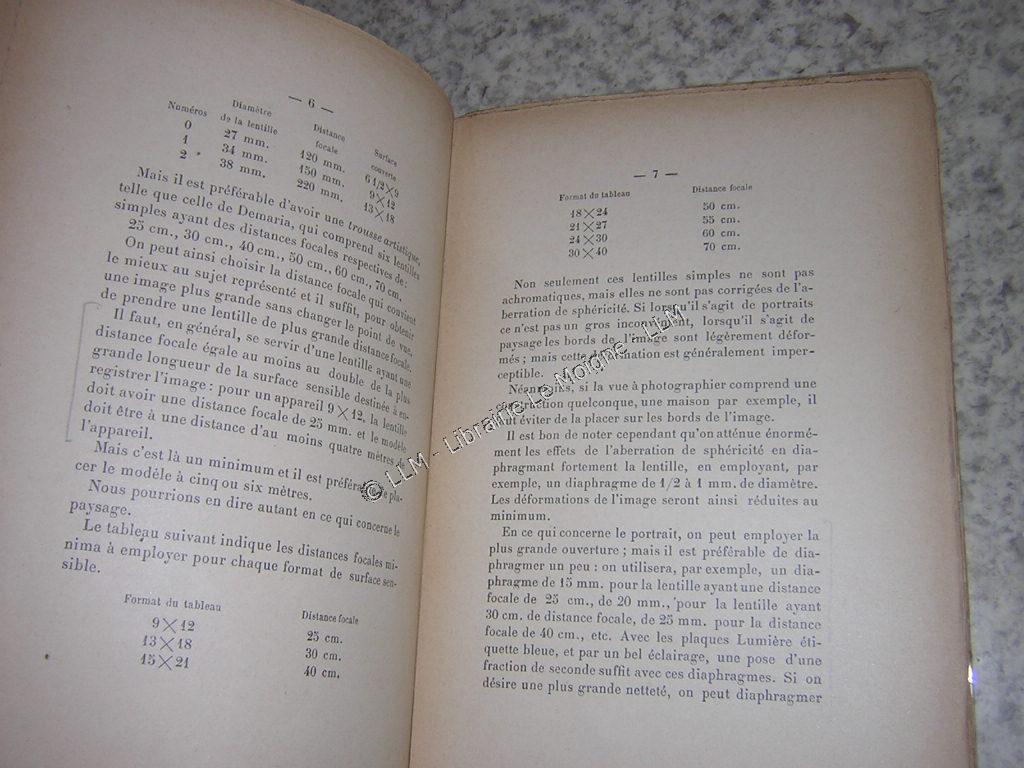 — 6 —
Numéros Diamètre de la lentille Distance focale Surface couverte
0 27 mm. 120 mm. 6 1/2×9
1 34 mm. 150 mm. 9×12
2 38 mm. 220 mm. 13×18
Mais il est préférable d'avoir une trousse artistique,
telle que celle de Demaria, qui comprend six lentilles
simples ayant des distances focales respectives de :
25 cm., 30 cm., 40 cm., 50 cm., 60 cm., 70 cm.
On peut ainsi choisir la distance focale qui convient
le mieux au sujet représenté et il suffit, pour obtenir
une image plus grande sans changer le point de vue,
de prendre une lentille de plus grande distance focale.
Il faut, en général, se servir d'une lentille ayant une
distance focale égale au moins au double de la plus
grande longueur de la surface sensible destinée à en-
registrer l'image : pour un appareil 9×12, la lentille
doit avoir une distance focale de 25 mm. et le modèle
doit être à une distance d'au moins quatre mètres de
l'appareil.
Mais c'est là un minimum et il est préférable de pla-
cer le modèle à cinq ou six mètres.
Nous pourrions en dire autant en ce qui concerne le
paysage.
Le tableau suivant indique les distances focales mi-
nima à employer pour chaque format de surface sen-
sible.
Format du tableau Distance focale
9×12 25 cm.
13×18 30 cm.
15×21 40 cm.
— 7 —
Format du tableau Distance focale
18×24 50 cm.
21×27 55 cm.
24×30 60 cm.
30×40 70 cm.
Non seulement ces lentilles simples ne sont pas
achromatiques, mais elles ne sont pas corrigées de l'a-
berration de sphéricité. Si lorsqu'il s'agit de portraits
ce n'est pas un gros inconvénient, lorsqu'il s'agit de
paysage les bords de l'image sont légèrement défor-
més ; mais cette déformation est généralement imper-
ceptible.
Néanmoins, si la vue à photographier comprend une
construction quelconque, une maison par exemple, il
faut éviter de la placer sur les bords de l'image.
Il est bon de noter cependant qu'on atténue énormé-
ment les effets de l'aberration de sphéricité en dia-
phragmant fortement la lentille, en employant, par
exemple, un diaphragme de 1/2 à 1 mm. de diamètre.
Les déformations de l'image seront ainsi réduites au
minimum.
En ce qui concerne le portrait, on peut employer la
plus grande ouverture ; mais il est préférable de dia-
phragmer un peu : on utilisera, par exemple, un dia-
phragme de 15 mm. pour la lentille ayant une distance
focale de 25 cm., de 20 mm., pour la lentille ayant
30 cm. de distance focale, de 25 mm. pour la distance
focale de 40 cm., etc. Avec les plaques Lumière éti-
quette bleue, et par un bel éclairage, une pose d'une
fraction de seconde suffit avec ces diaphragmes. Si on
désire une plus grande netteté, on peut diaphragmer
© LLM - Librairie Le Moigne - LLM